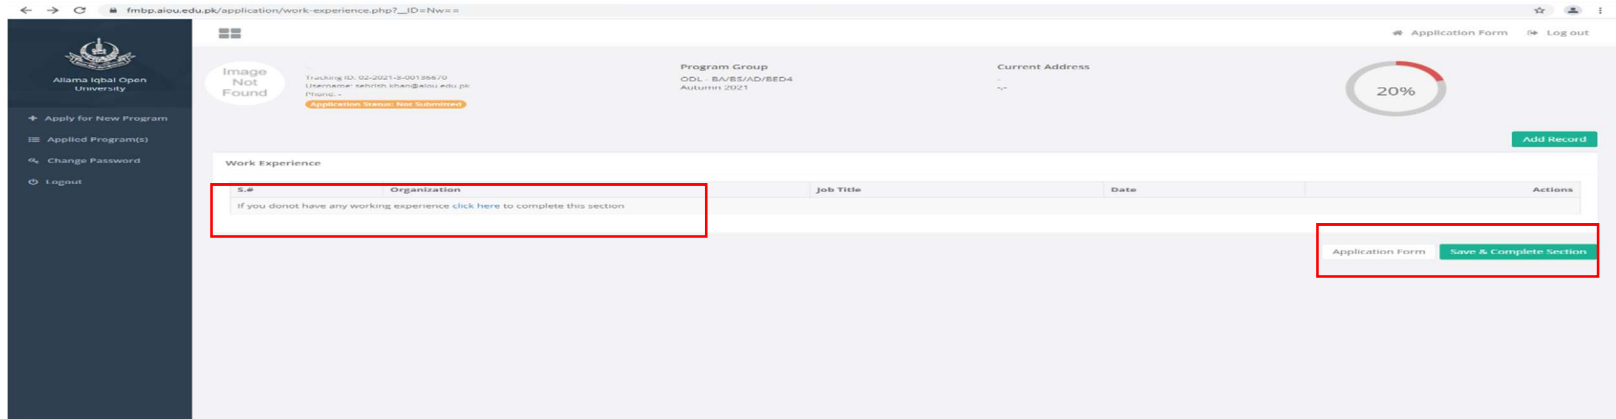 fmbp.aiou.edu.pk/application/work-experience.php?__ID=Nw==
Application Form Log out
Allama Iqbal Open
University
Apply for New Program
Applied Program(s)
Change Password
Logout
Image
Not
Found
-
Tracking ID: 02-2021-3-00136670
Username: sehrish.khan@aiou.edu.pk
Phone: -
Application Status: Not Submitted
Program Group
ODL - BA/BS/AD/BED4
Autumn 2021
Current Address
-
-,-
20%
Add Record
Work Experience
S.# Organization Job Title Date Actions
If you donot have any working experience click here to complete this section
Application Form Save & Complete Section